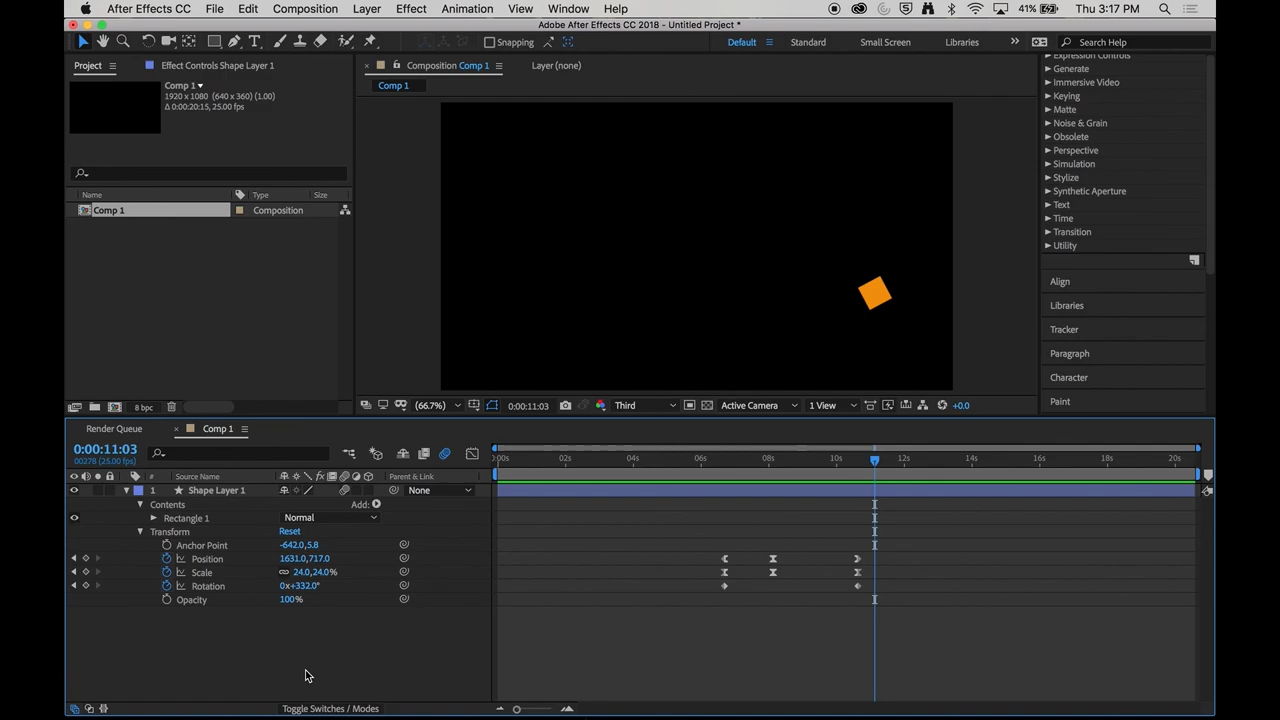 After Effects CC File Edit Composition Layer Effect Animation View Window Help 41% Thu 3:17 PM
Adobe After Effects CC 2018 - Untitled Project *
Snapping Default Standard Small Screen Libraries Search Help
Project Effect Controls Shape Layer 1 Composition Comp 1 Layer (none)
Comp 1
1920 x 1080 (640 x 360) (1.00)
Δ 0:00:20:15, 25.00 fps
Comp 1
Expression Controls
Generate
Immersive Video
Keying
Matte
Noise & Grain
Obsolete
Perspective
Simulation
Stylize
Synthetic Aperture
Text
Time
Transition
Utility
Name Type Size
Comp 1 Composition
Align
Libraries
Tracker
Paragraph
Character
Paint
8 bpc (66.7%) 0:00:11:03 Third Active Camera 1 View +0.0
Render Queue Comp 1
0:00:11:03
00278 (25.00 fps)
:00s 02s 04s 06s 08s 10s 12s 14s 16s 18s 20s
# Source Name Parent & Link
1 Shape Layer 1 None
Contents Add:
Rectangle 1 Normal
Transform Reset
Anchor Point -642.0,5.8
Position 1631.0,717.0
Scale 24.0,24.0%
Rotation 0x+332.0°
Opacity 100%
Toggle Switches / Modes